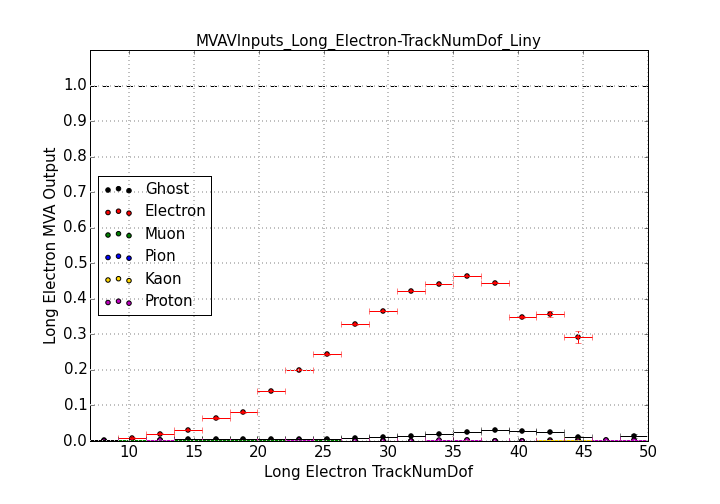 MVAVInputs_Long_Electron-TrackNumDof_Liny
Long Electron MVA Output
1.0
0.9
0.8
0.7
0.6
0.5
0.4
0.3
0.2
0.1
0.0
Ghost
Electron
Muon
Pion
Kaon
Proton
10 15 20 25 30 35 40 45 50
Long Electron TrackNumDof